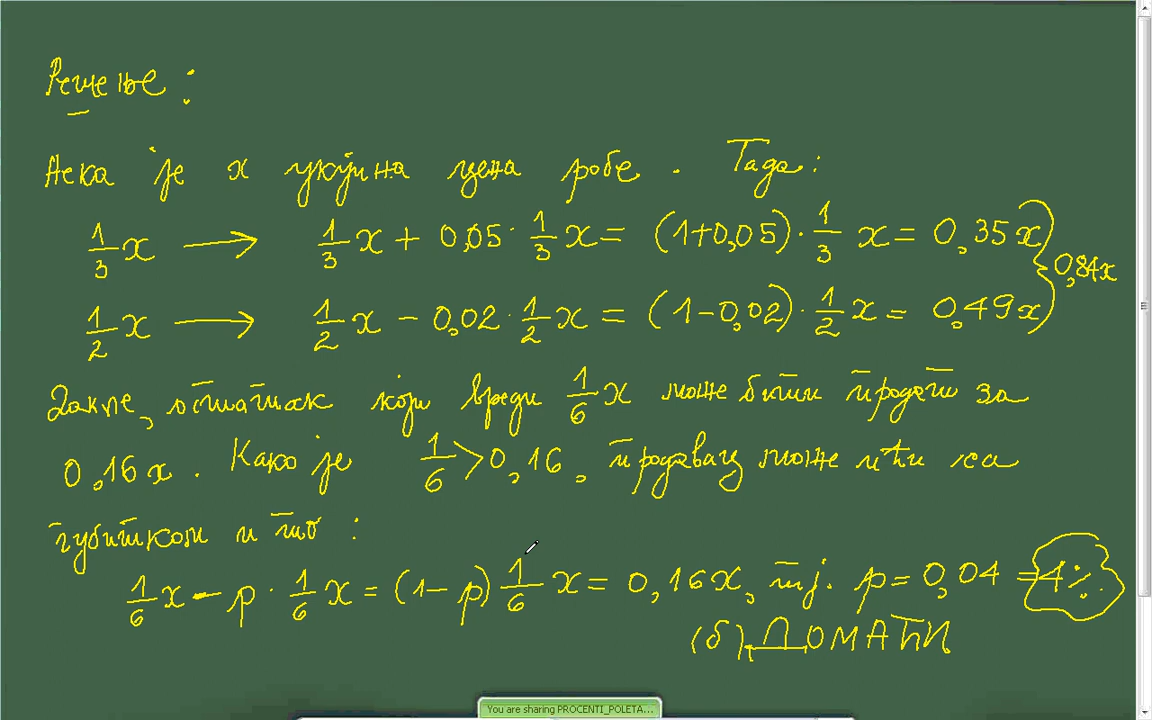 Решење:
Нека је x укупна цена робе. Тада:
1/3 x → 1/3 x + 0,05 · 1/3 x = (1+0,05) · 1/3 x = 0,35x
0,84x
1/2 x → 1/2 x − 0,02 · 1/2 x = (1−0,02) · 1/2 x = 0,49x
Дакле, остатак који вреди 1/6 x може бити продат за
0,16x. Како је 1/6 > 0,16, продавац може ићи са
губитком и то:
1/6 x − p · 1/6 x = (1−p) 1/6 x = 0,16x, тј. p = 0,04 = 4%.
(б) ДОМАЋИ
You are sharing PROCENTI_POLETA...